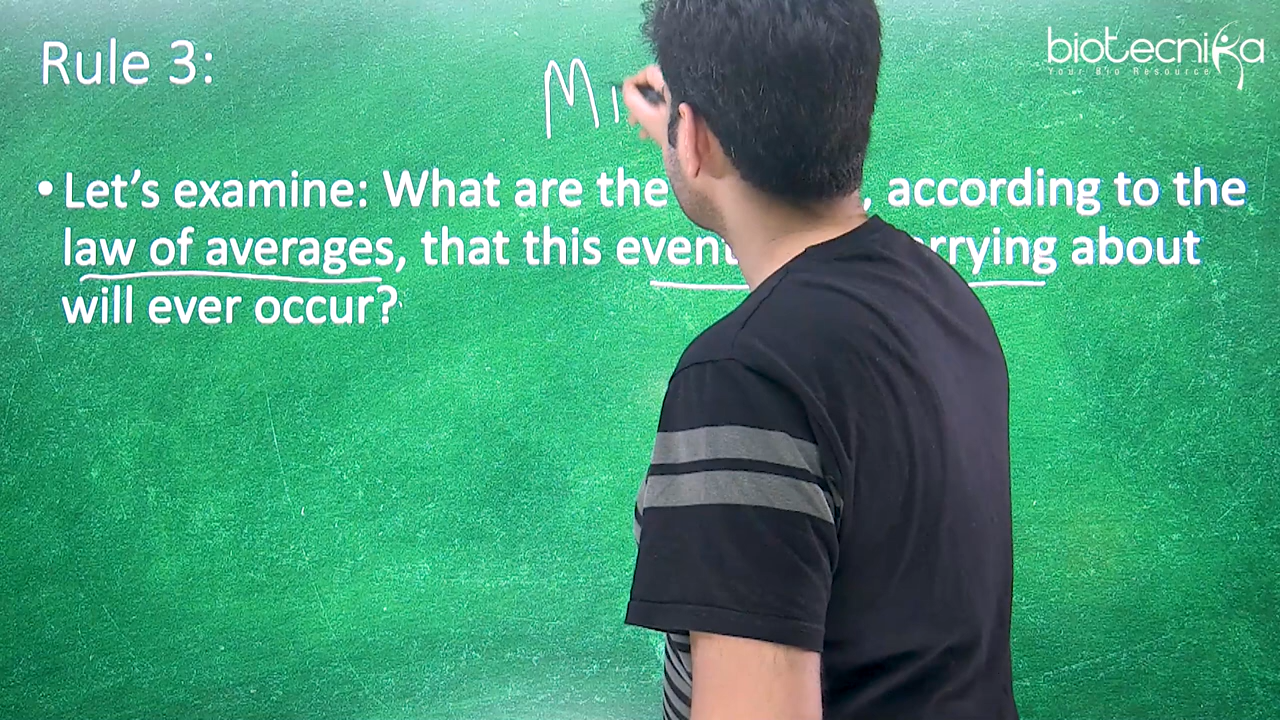 biotecnika
Your Bio Resource
Rule 3:
Mi
• Let’s examine: What are the , according to the
law of averages, that this event rrying about
will ever occur?